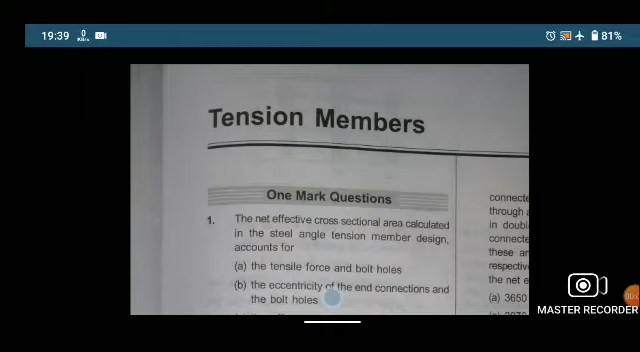 19:39
0
81%
Tension Members
One Mark Questions
1. The net effective cross sectional area calculated
in the steel angle tension member design,
accounts for
(a) the tensile force and bolt holes
(b) the eccentricity of the end connections and
the bolt holes
connecte
through
in doubl
connecte
these ar
respectiv
the net e
(a) 3650
MASTER RECORDER